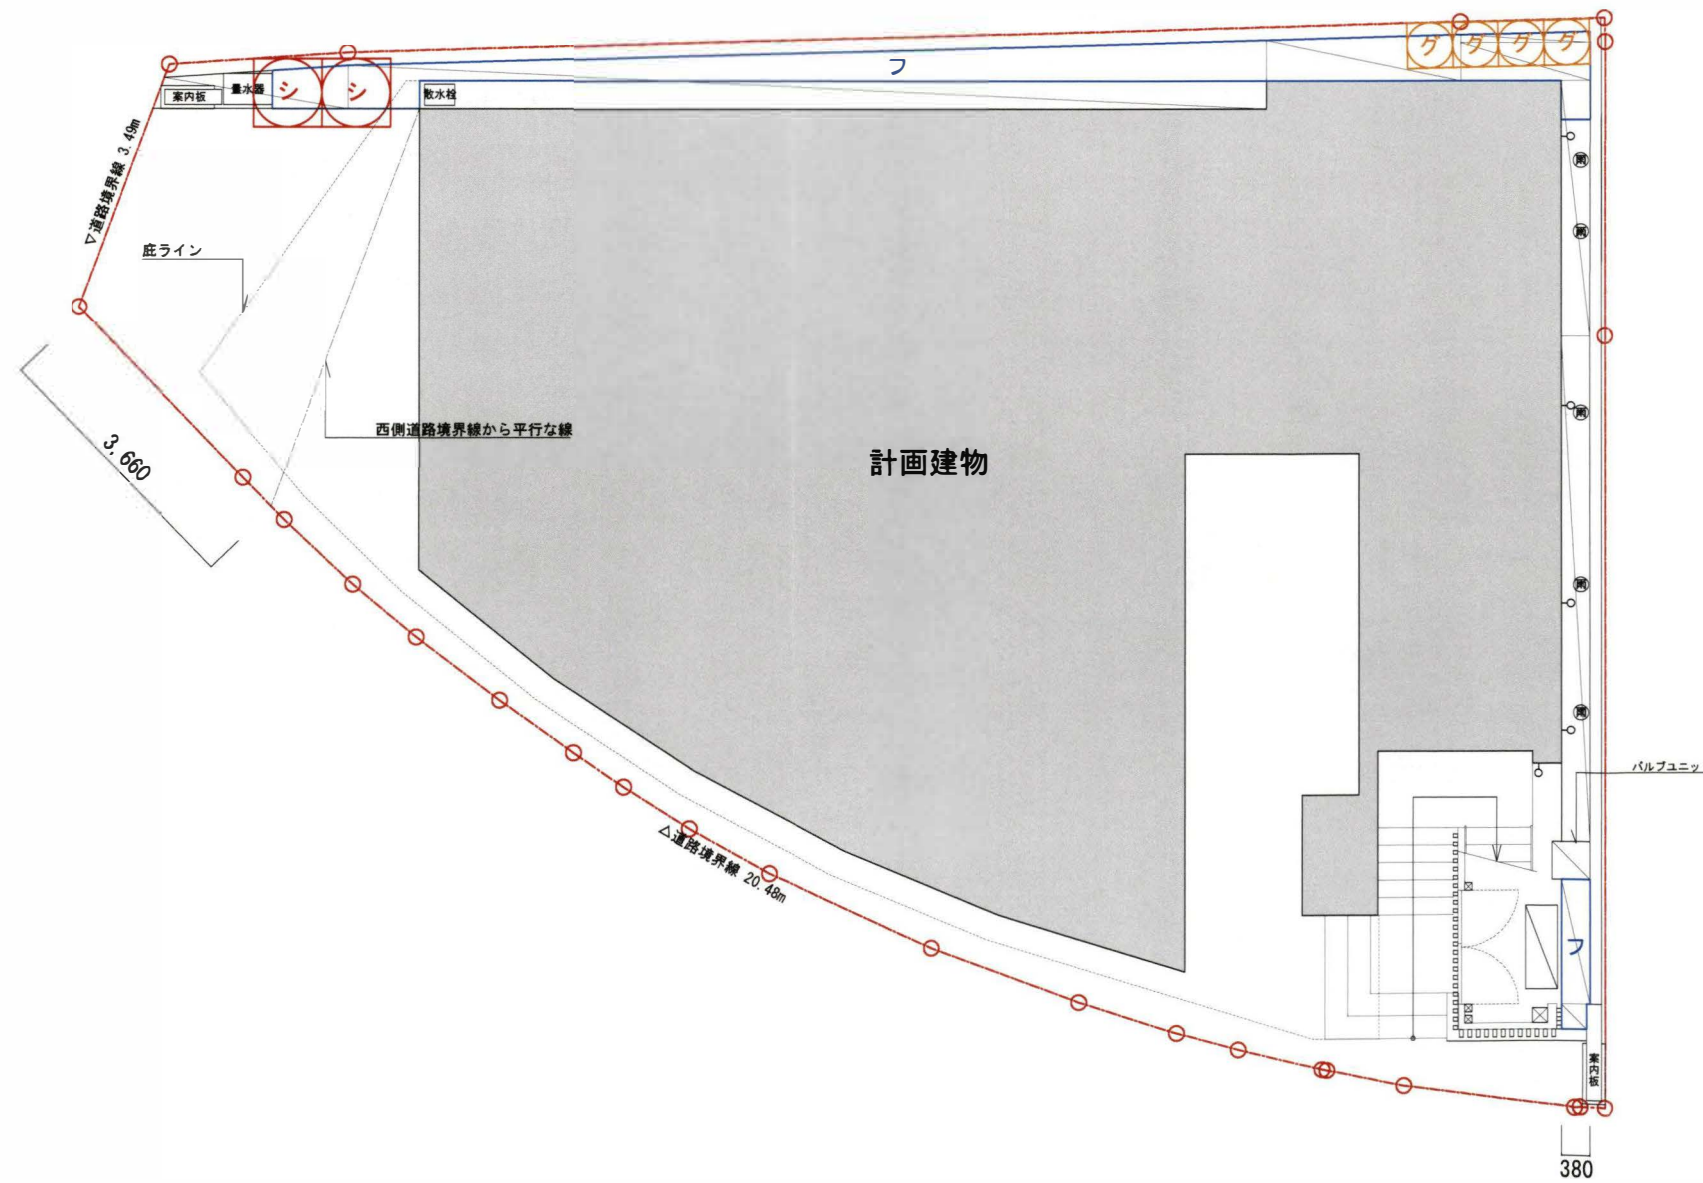 グ グ グ グ
フ
案内板
量水器
シ シ
散水栓
▽道路境界線 3.49m
庇ライン
西側道路境界線から平行な線
3,660
計画建物
バルブユニッ
△道路境界線 20.48m
フ
案内板
380